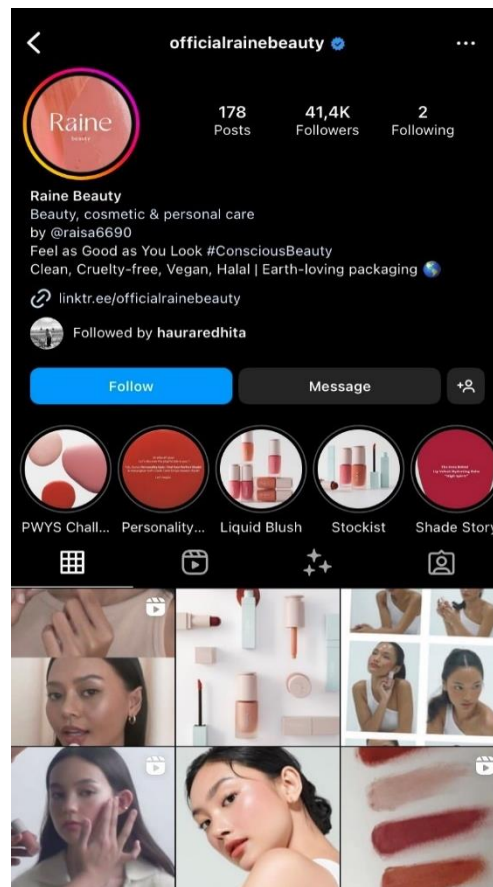 officialrainebeauty
Raine
beauty
178 41,4K 2
Posts Followers Following
Raine Beauty
Beauty, cosmetic & personal care
by @raisa6690
Feel as Good as You Look #ConsciousBeauty
Clean, Cruelty-free, Vegan, Halal | Earth-loving packaging 🌎
linktr.ee/officialrainebeauty
Followed by hauraredhita
Follow Message
PWYS Chall... Personality... Liquid Blush Stockist Shade Story